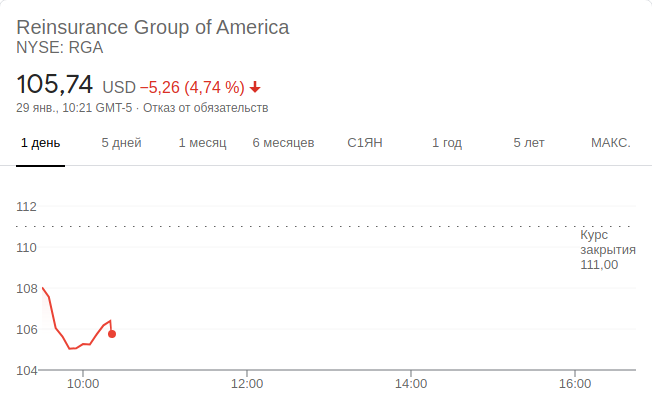 Reinsurance Group of America
NYSE: RGA
105,74 USD −5,26 (4,74 %)
29 янв., 10:21 GMT-5 · Отказ от обязательств
1 день 5 дней 1 месяц 6 месяцев С1ЯН 1 год 5 лет МАКС.
112
110
108
106
104
Курс
закрытия
111,00
10:00 12:00 14:00 16:00